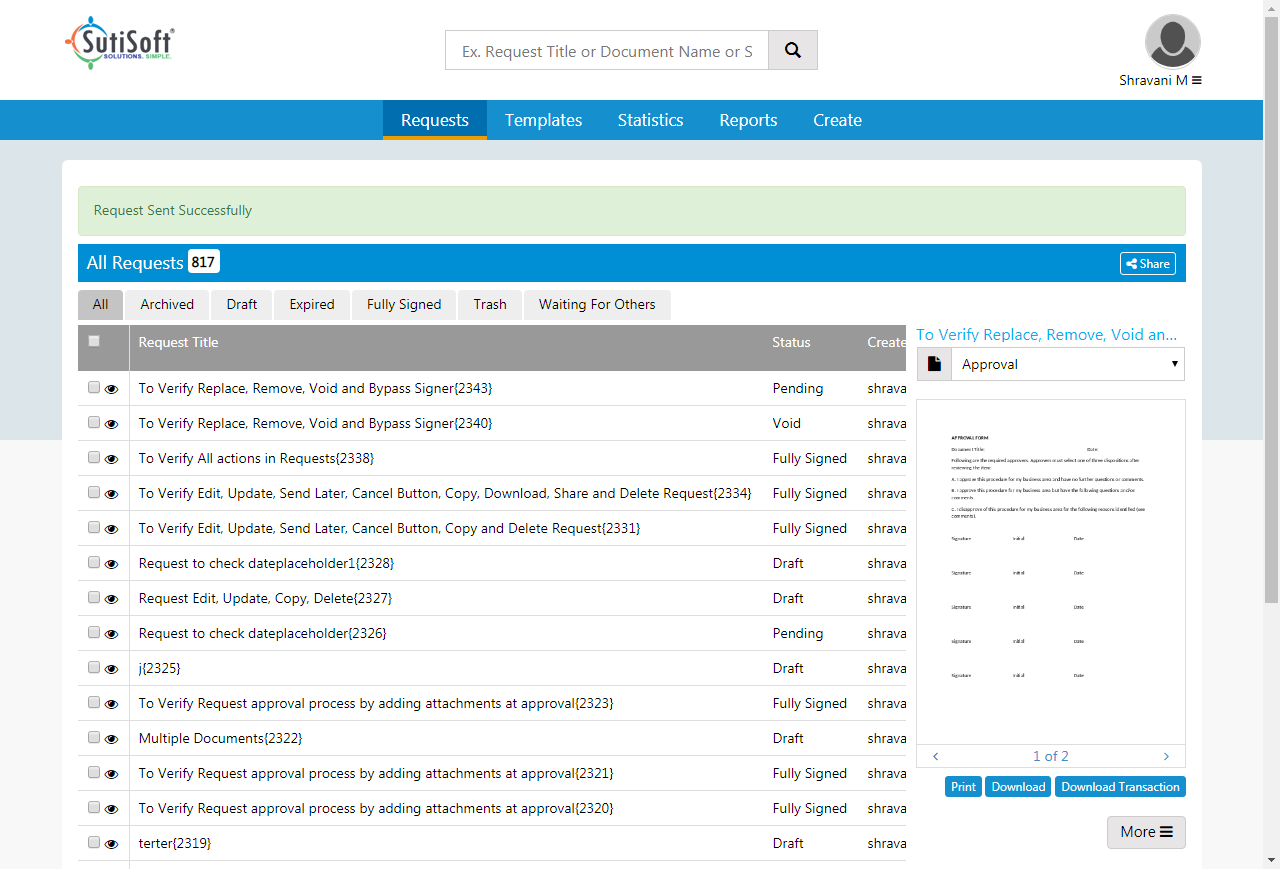 SutiSoft®
SOLUTIONS. SIMPLE.
Ex. Request Title or Document Name or S
Shravani M
Requests Templates Statistics Reports Create
Request Sent Successfully
All Requests 817 Share
All Archived Draft Expired Fully Signed Trash Waiting For Others
Request Title Status Create
To Verify Replace, Remove, Void and Bypass Signer{2343} Pending shrava
To Verify Replace, Remove, Void and Bypass Signer{2340} Void shrava
To Verify All actions in Requests{2338} Fully Signed shrava
To Verify Edit, Update, Send Later, Cancel Button, Copy, Download, Share and Delete Request{2334} Fully Signed shrava
To Verify Edit, Update, Send Later, Cancel Button, Copy and Delete Request{2331} Fully Signed shrava
Request to check dateplaceholder1{2328} Draft shrava
Request Edit, Update, Copy, Delete{2327} Draft shrava
Request to check dateplaceholder{2326} Pending shrava
j{2325} Draft shrava
To Verify Request approval process by adding attachments at approval{2323} Fully Signed shrava
Multiple Documents{2322} Draft shrava
To Verify Request approval process by adding attachments at approval{2321} Fully Signed shrava
To Verify Request approval process by adding attachments at approval{2320} Fully Signed shrava
terter{2319} Draft shrava
To Verify Replace, Remove, Void an...
Approval
APPROVAL FORM
Document Title: Date:
Following are the required approvers. Approvers must select one of three dispositions after
reviewing the item:
A. I approve this procedure for my business area and have no further questions or comments.
B. I approve this procedure for my business area but have the following questions and/or
comments.
C. I disapprove of this procedure for my business area for the following reasons identified (see
comments).
Signature Initial Date
Signature Initial Date
Signature Initial Date
Signature Initial Date
Signature Initial Date
1 of 2
Print Download Download Transaction
More